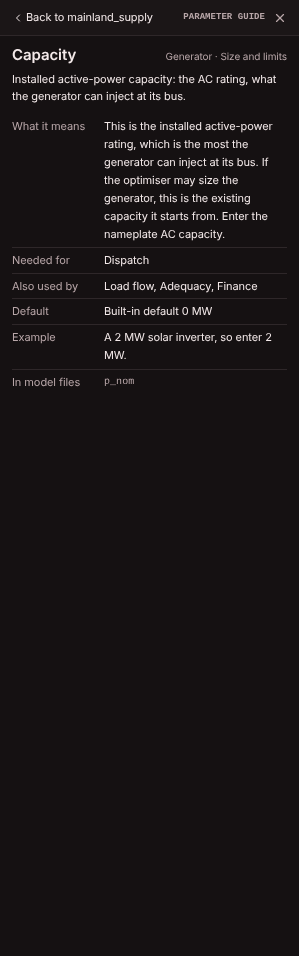 Back to mainland_supply PARAMETER GUIDE
Capacity Generator · Size and limits
Installed active-power capacity: the AC rating, what
the generator can inject at its bus.
What it means This is the installed active-power
rating, which is the most the
generator can inject at its bus. If
the optimiser may size the
generator, this is the existing
capacity it starts from. Enter the
nameplate AC capacity.
Needed for Dispatch
Also used by Load flow, Adequacy, Finance
Default Built-in default 0 MW
Example A 2 MW solar inverter, so enter 2
MW.
In model files p_nom